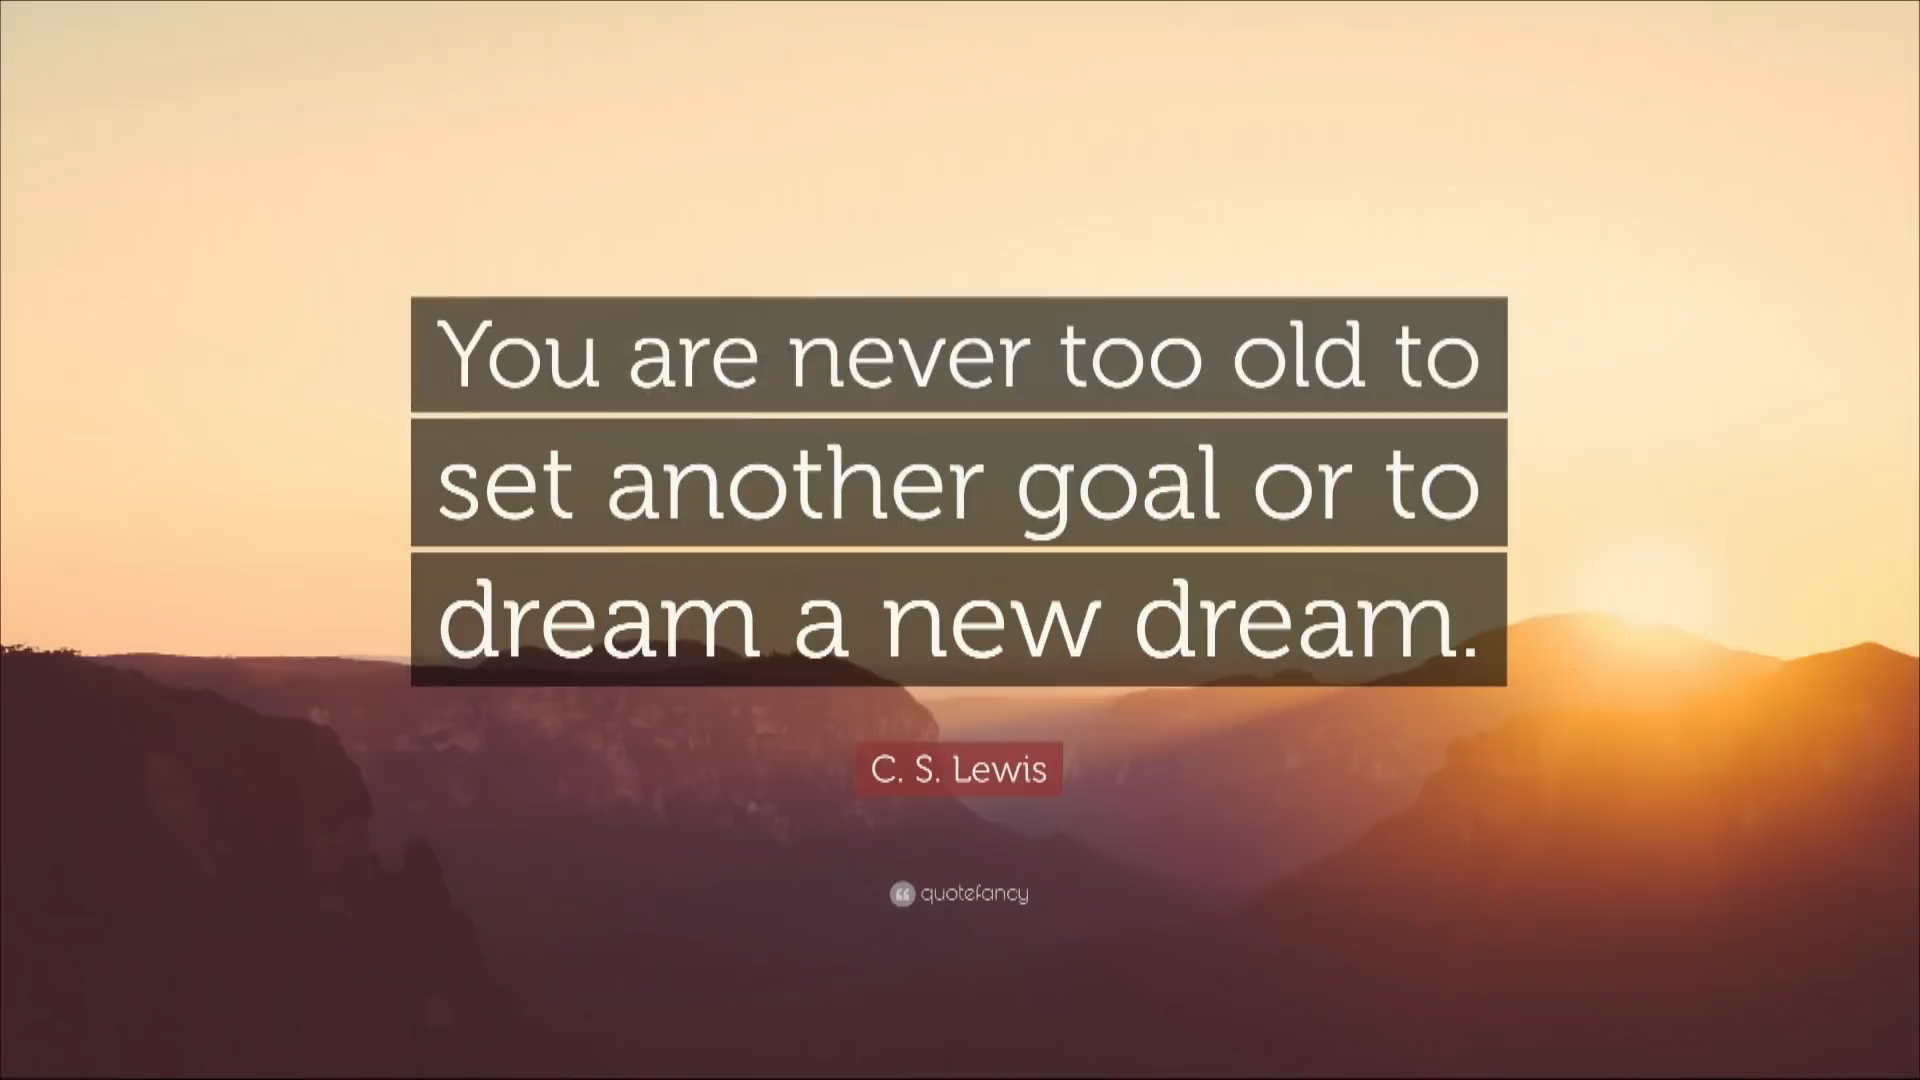 You are never too old to
set another goal or to
dream a new dream.
C. S. Lewis
quotefancy